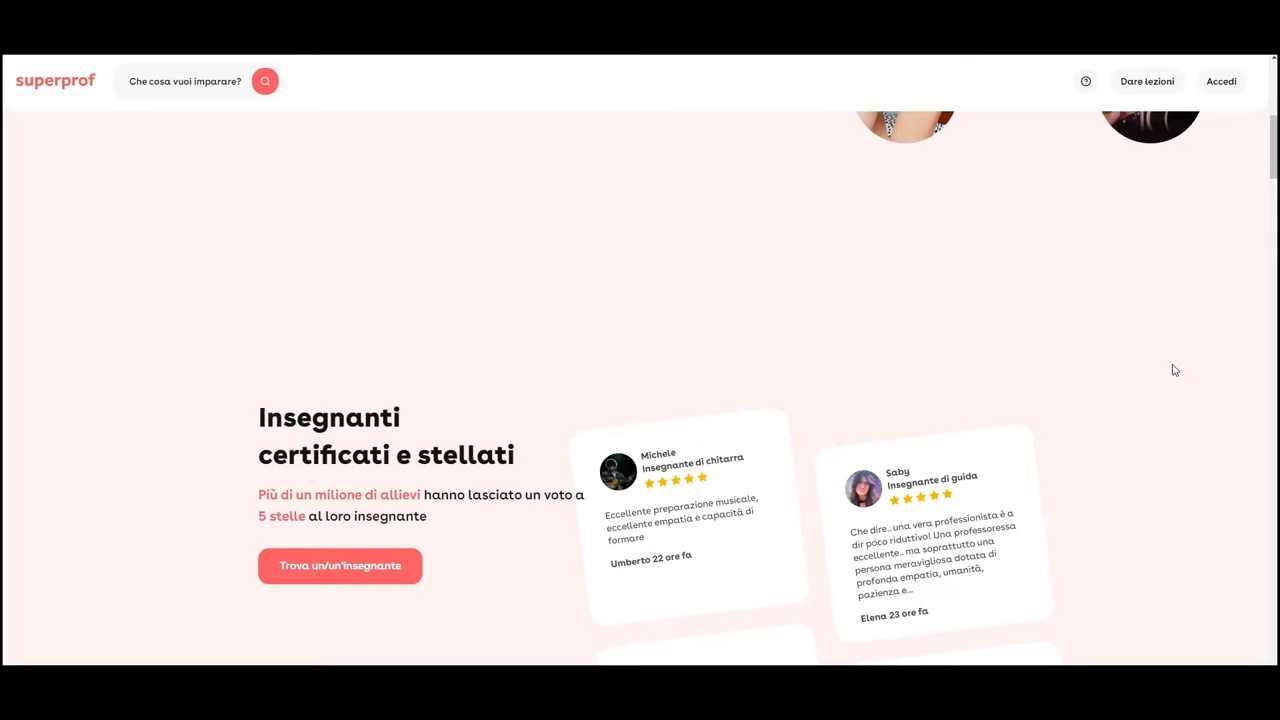 superprof
Che cosa vuoi imparare?
Dare lezioni
Accedi
Insegnanti
certificati e stellati
Più di un milione di allievi hanno lasciato un voto a
5 stelle al loro insegnante
Trova un/un'insegnante
Michele
Insegnante di chitarra
Eccellente preparazione musicale,
eccellente empatia e capacità di
formare
Umberto 22 ore fa
Saby
Insegnante di guida
Che dire.. una vera professionista è a
dir poco riduttivo! Una professoressa
eccellente.. ma soprattutto una
persona meravigliosa dotata di
profonda empatia, umanità,
pazienza e...
Elena 23 ore fa